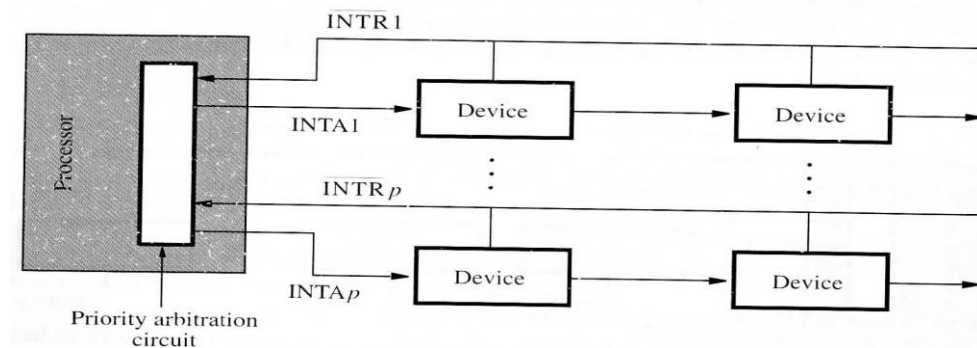 INTR1
Device
Device
INTA1
Processor
INTRp
Device
Device
INTAp
Priority arbitration
circuit